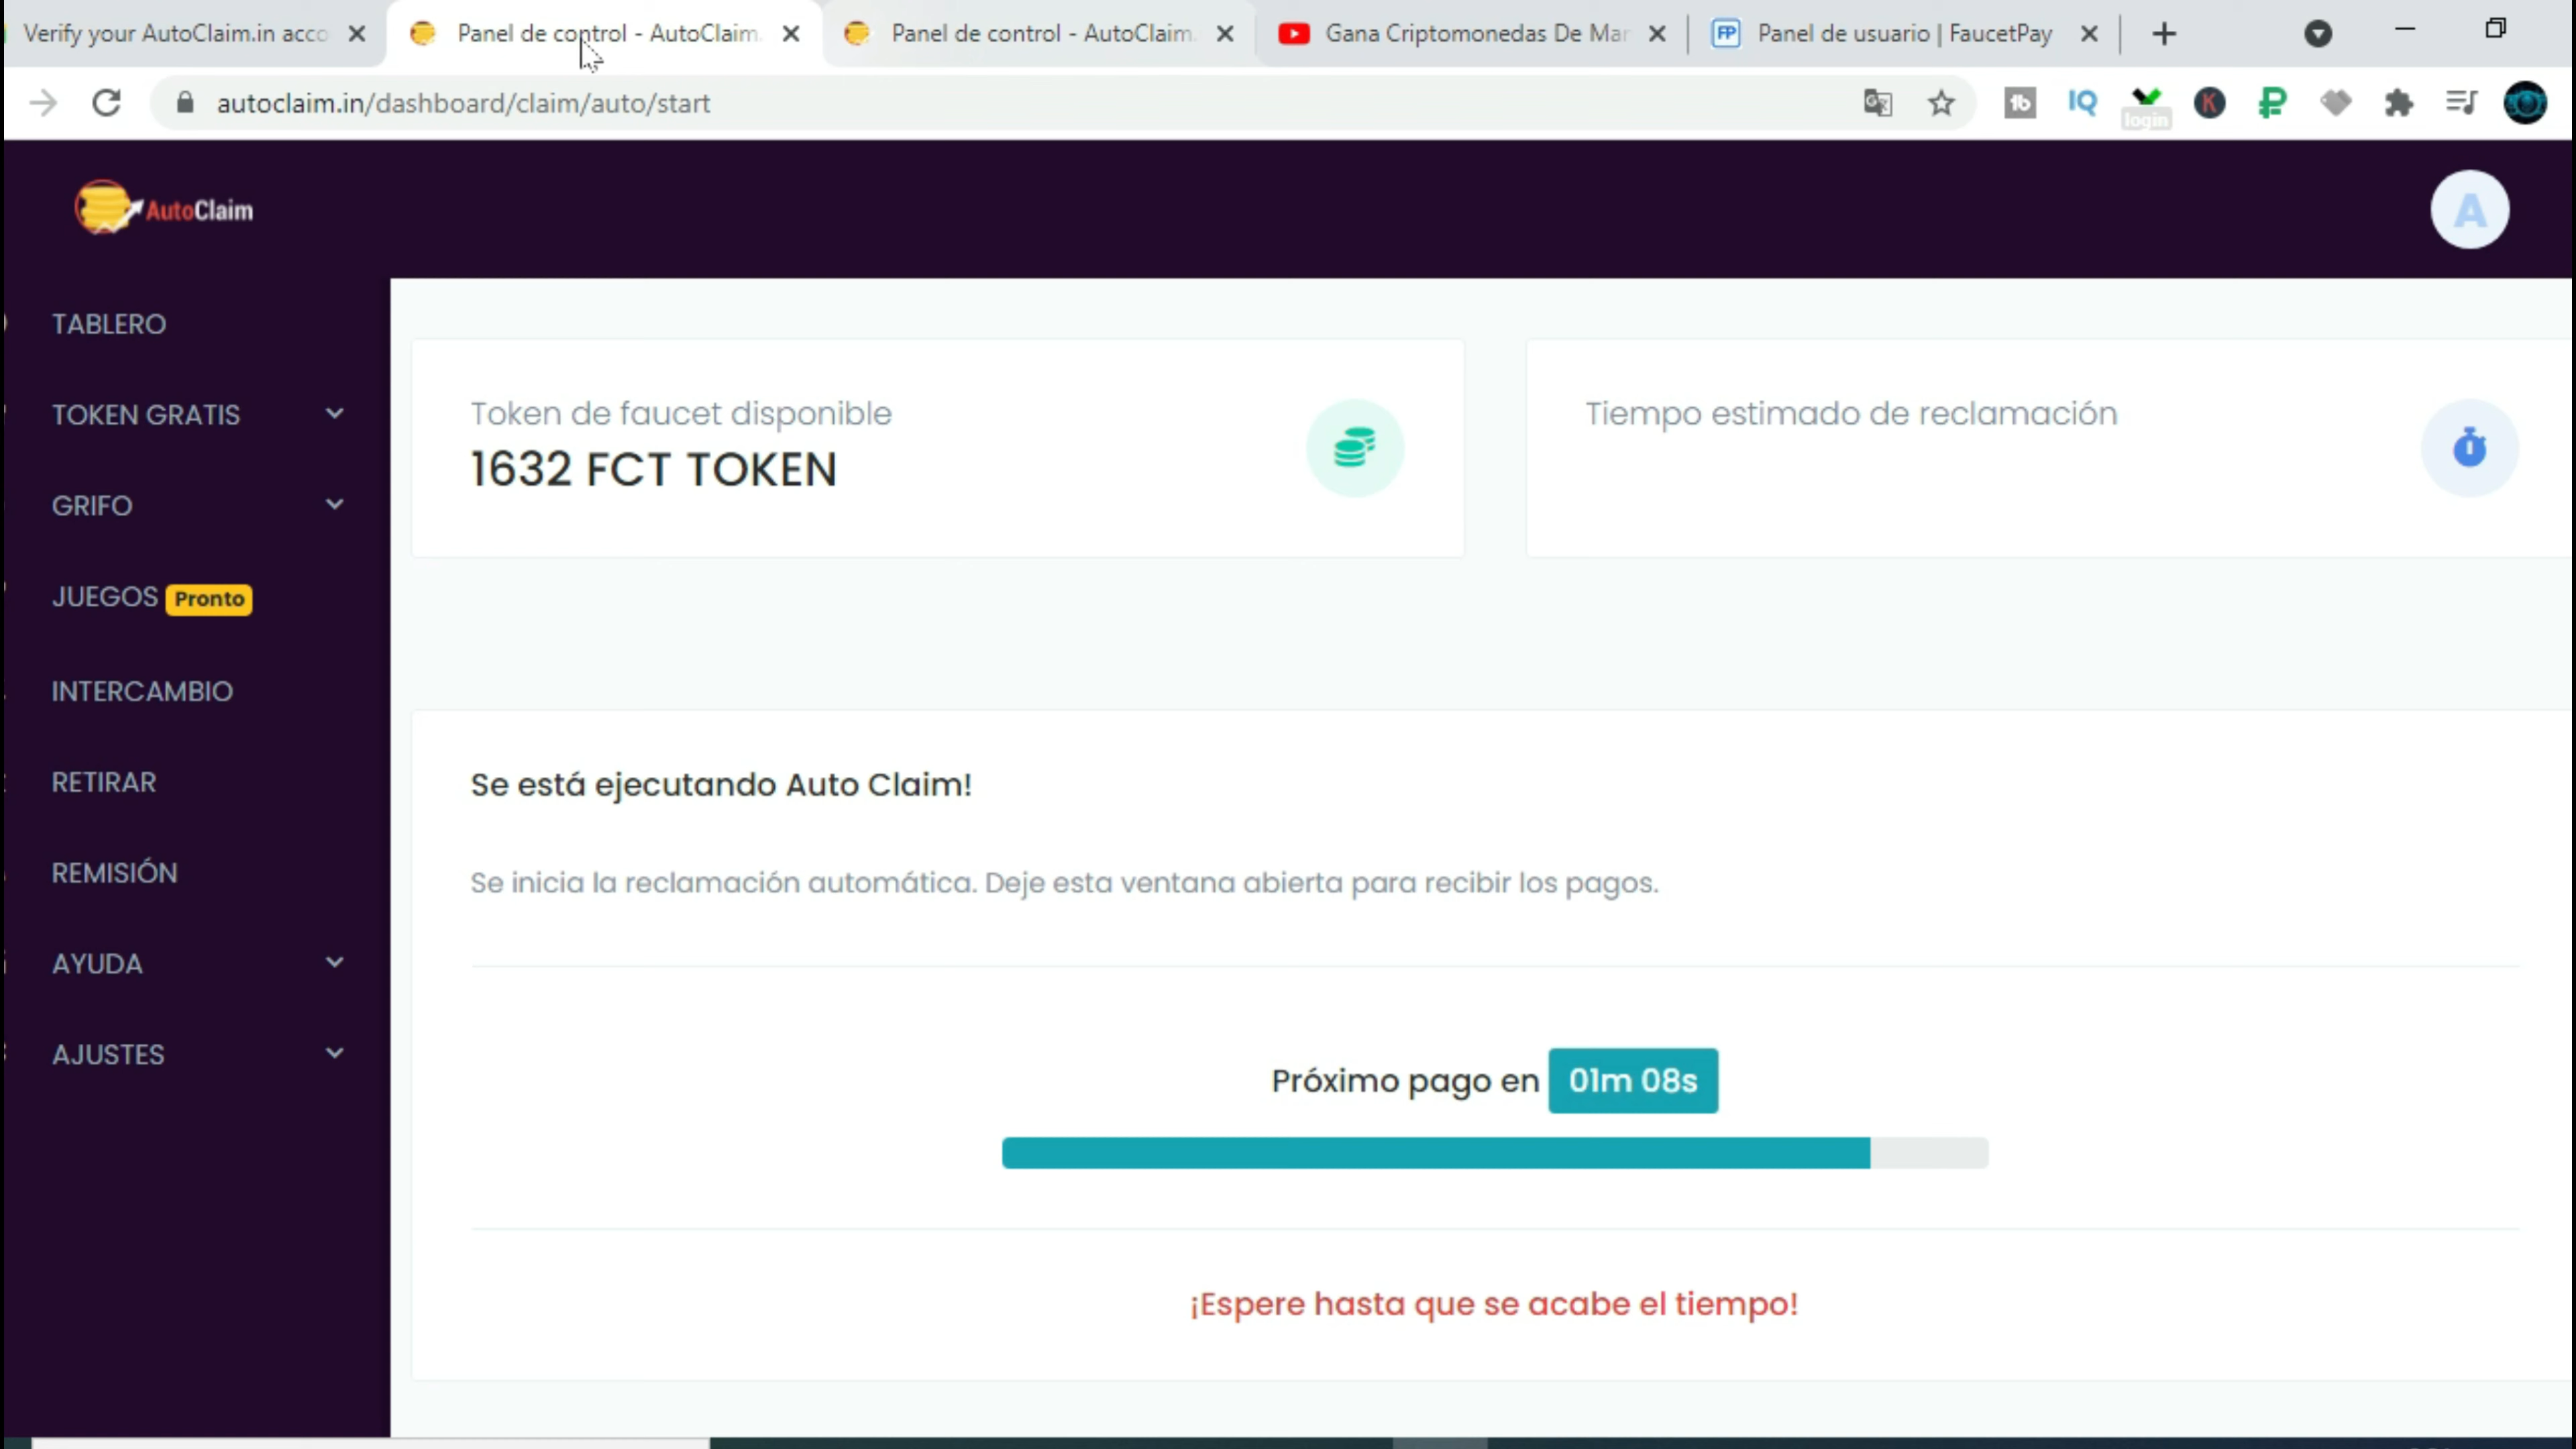 Verify your AutoClaim.in acco
Panel de control - AutoClaim.
Panel de control - AutoClaim.
Gana Criptomonedas De Mar
FP Panel de usuario | FaucetPay
autoclaim.in/dashboard/claim/auto/start
tb
IQ
login
K
AutoClaim
A
TABLERO
TOKEN GRATIS
GRIFO
JUEGOS Pronto
INTERCAMBIO
RETIRAR
REMISIÓN
AYUDA
AJUSTES
Token de faucet disponible
1632 FCT TOKEN
Tiempo estimado de reclamación
Se está ejecutando Auto Claim!
Se inicia la reclamación automática. Deje esta ventana abierta para recibir los pagos.
Próximo pago en 01m 08s
¡Espere hasta que se acabe el tiempo!